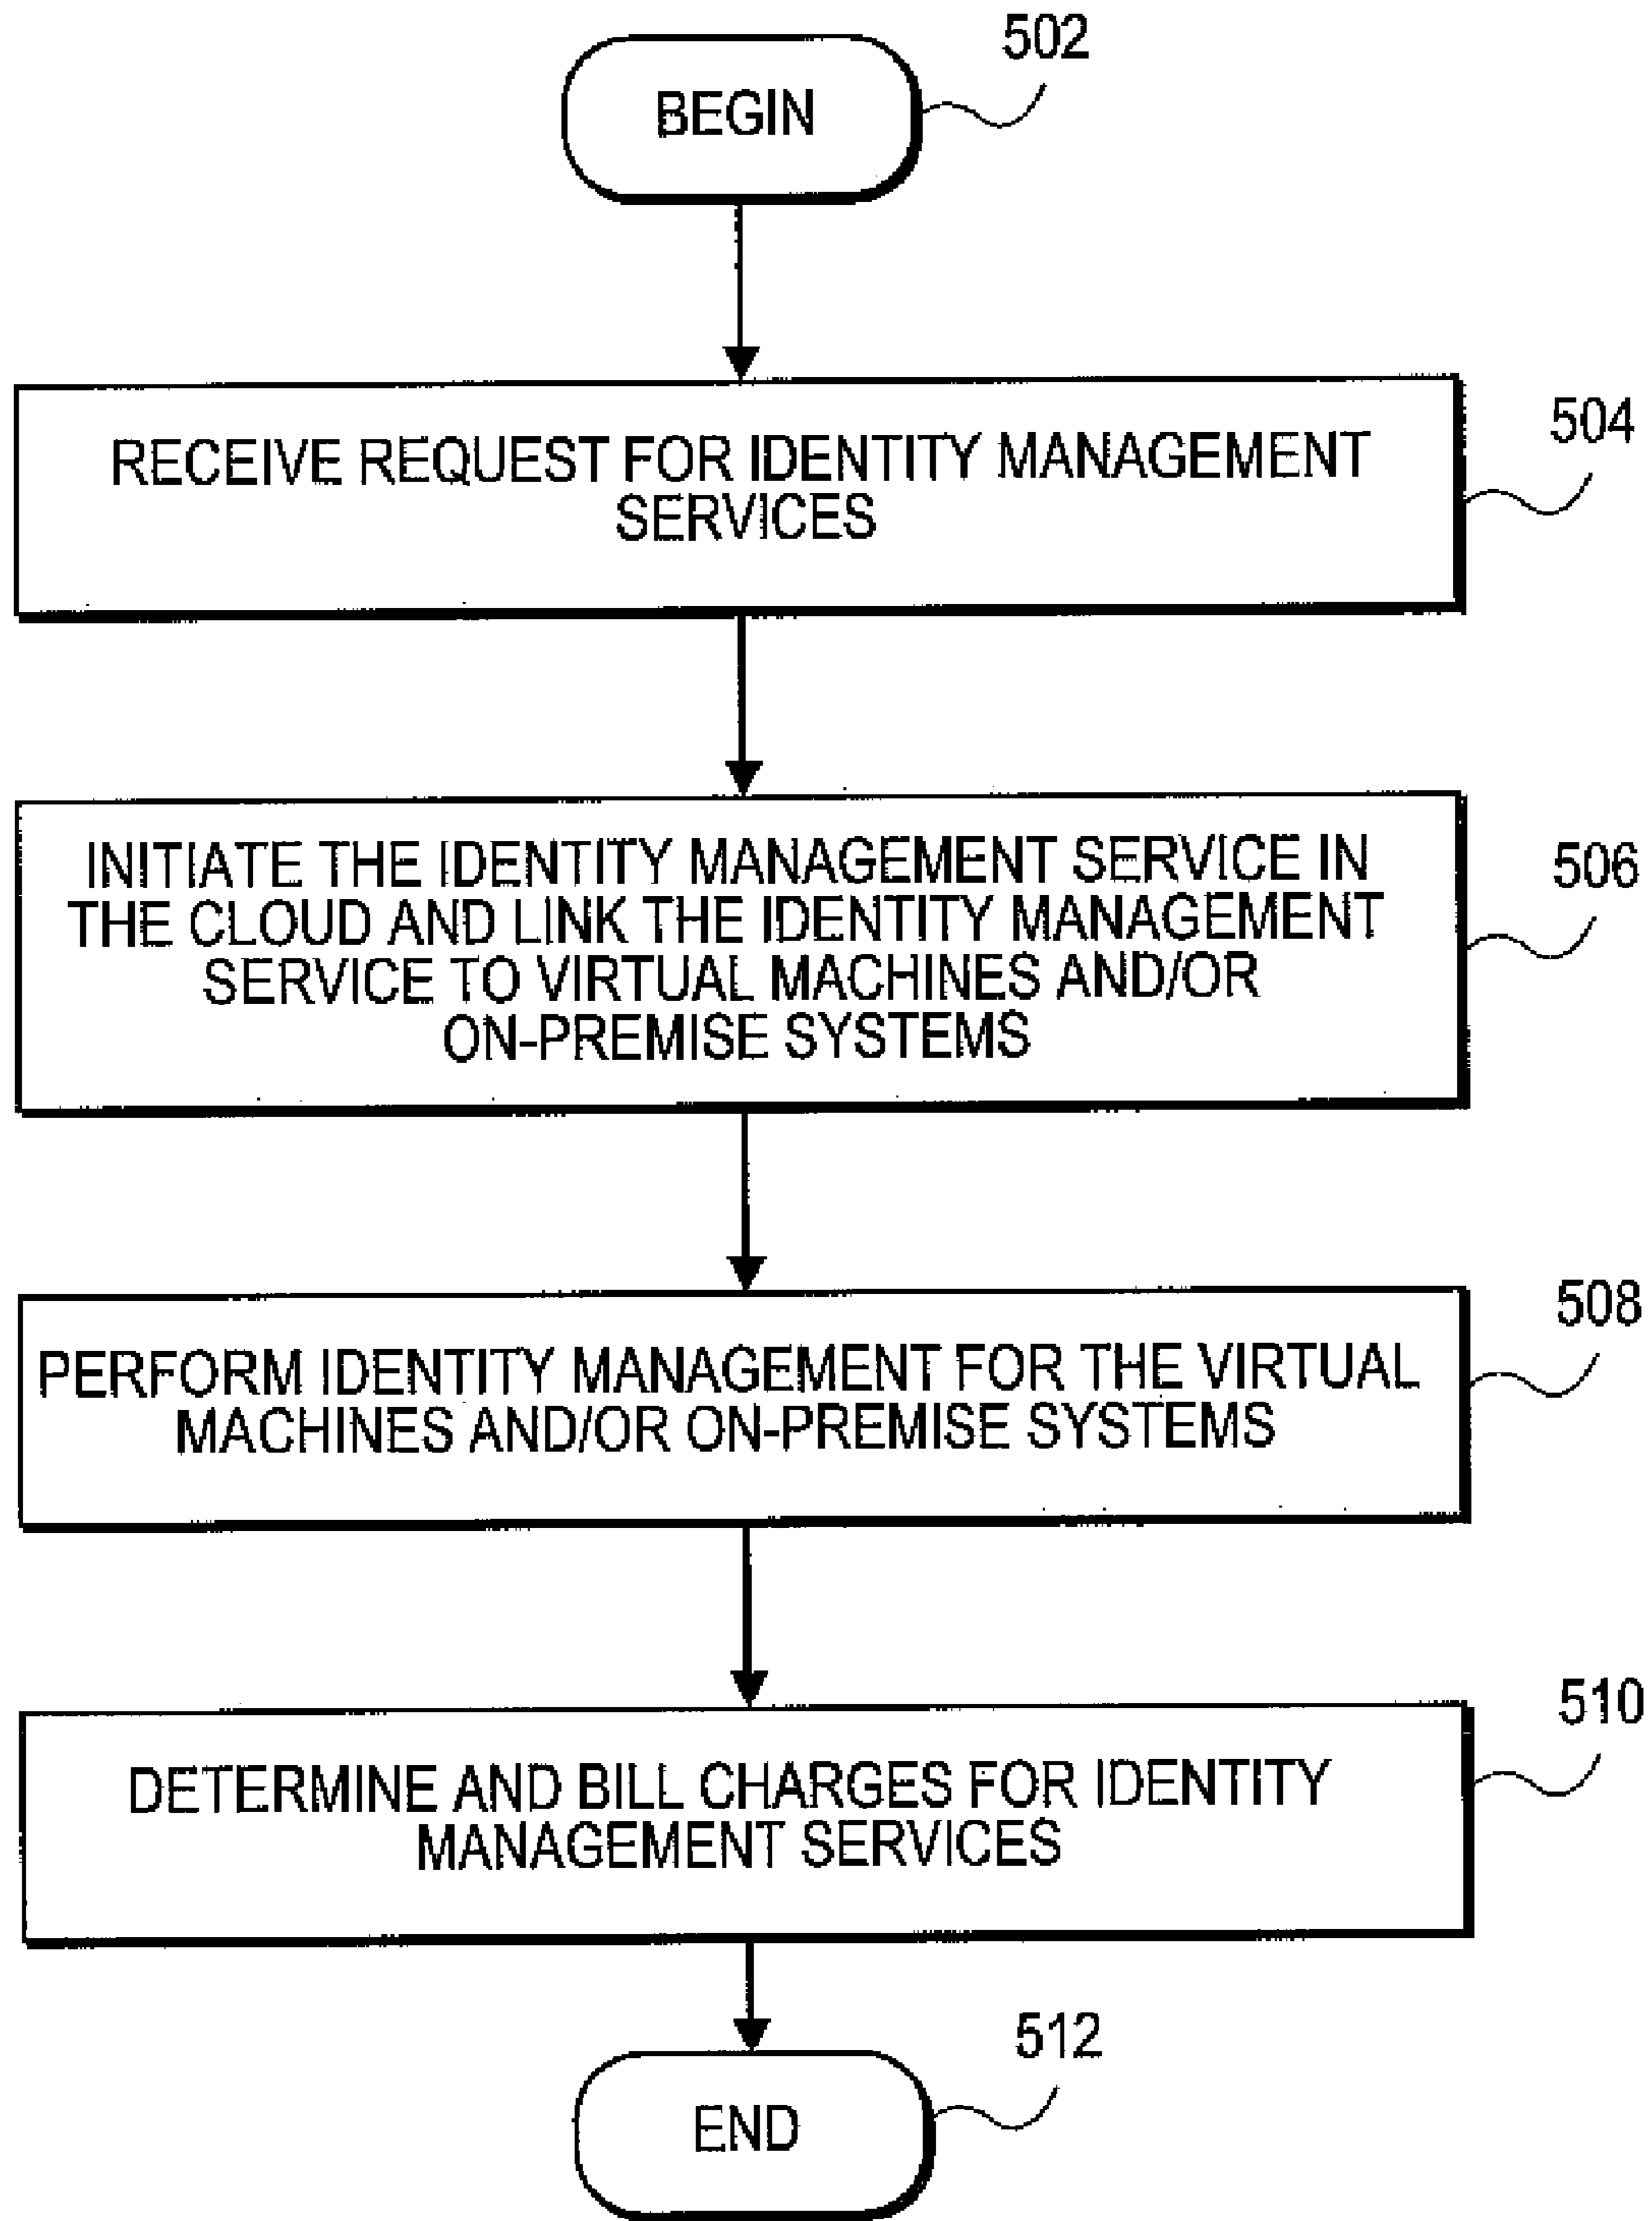 502
BEGIN
504
RECEIVE REQUEST FOR IDENTITY MANAGEMENT
SERVICES
506
INITIATE THE IDENTITY MANAGEMENT SERVICE IN
THE CLOUD AND LINK THE IDENTITY MANAGEMENT
SERVICE TO VIRTUAL MACHINES AND/OR
ON-PREMISE SYSTEMS
508
PERFORM IDENTITY MANAGEMENT FOR THE VIRTUAL
MACHINES AND/OR ON-PREMISE SYSTEMS
510
DETERMINE AND BILL CHARGES FOR IDENTITY
MANAGEMENT SERVICES
512
END